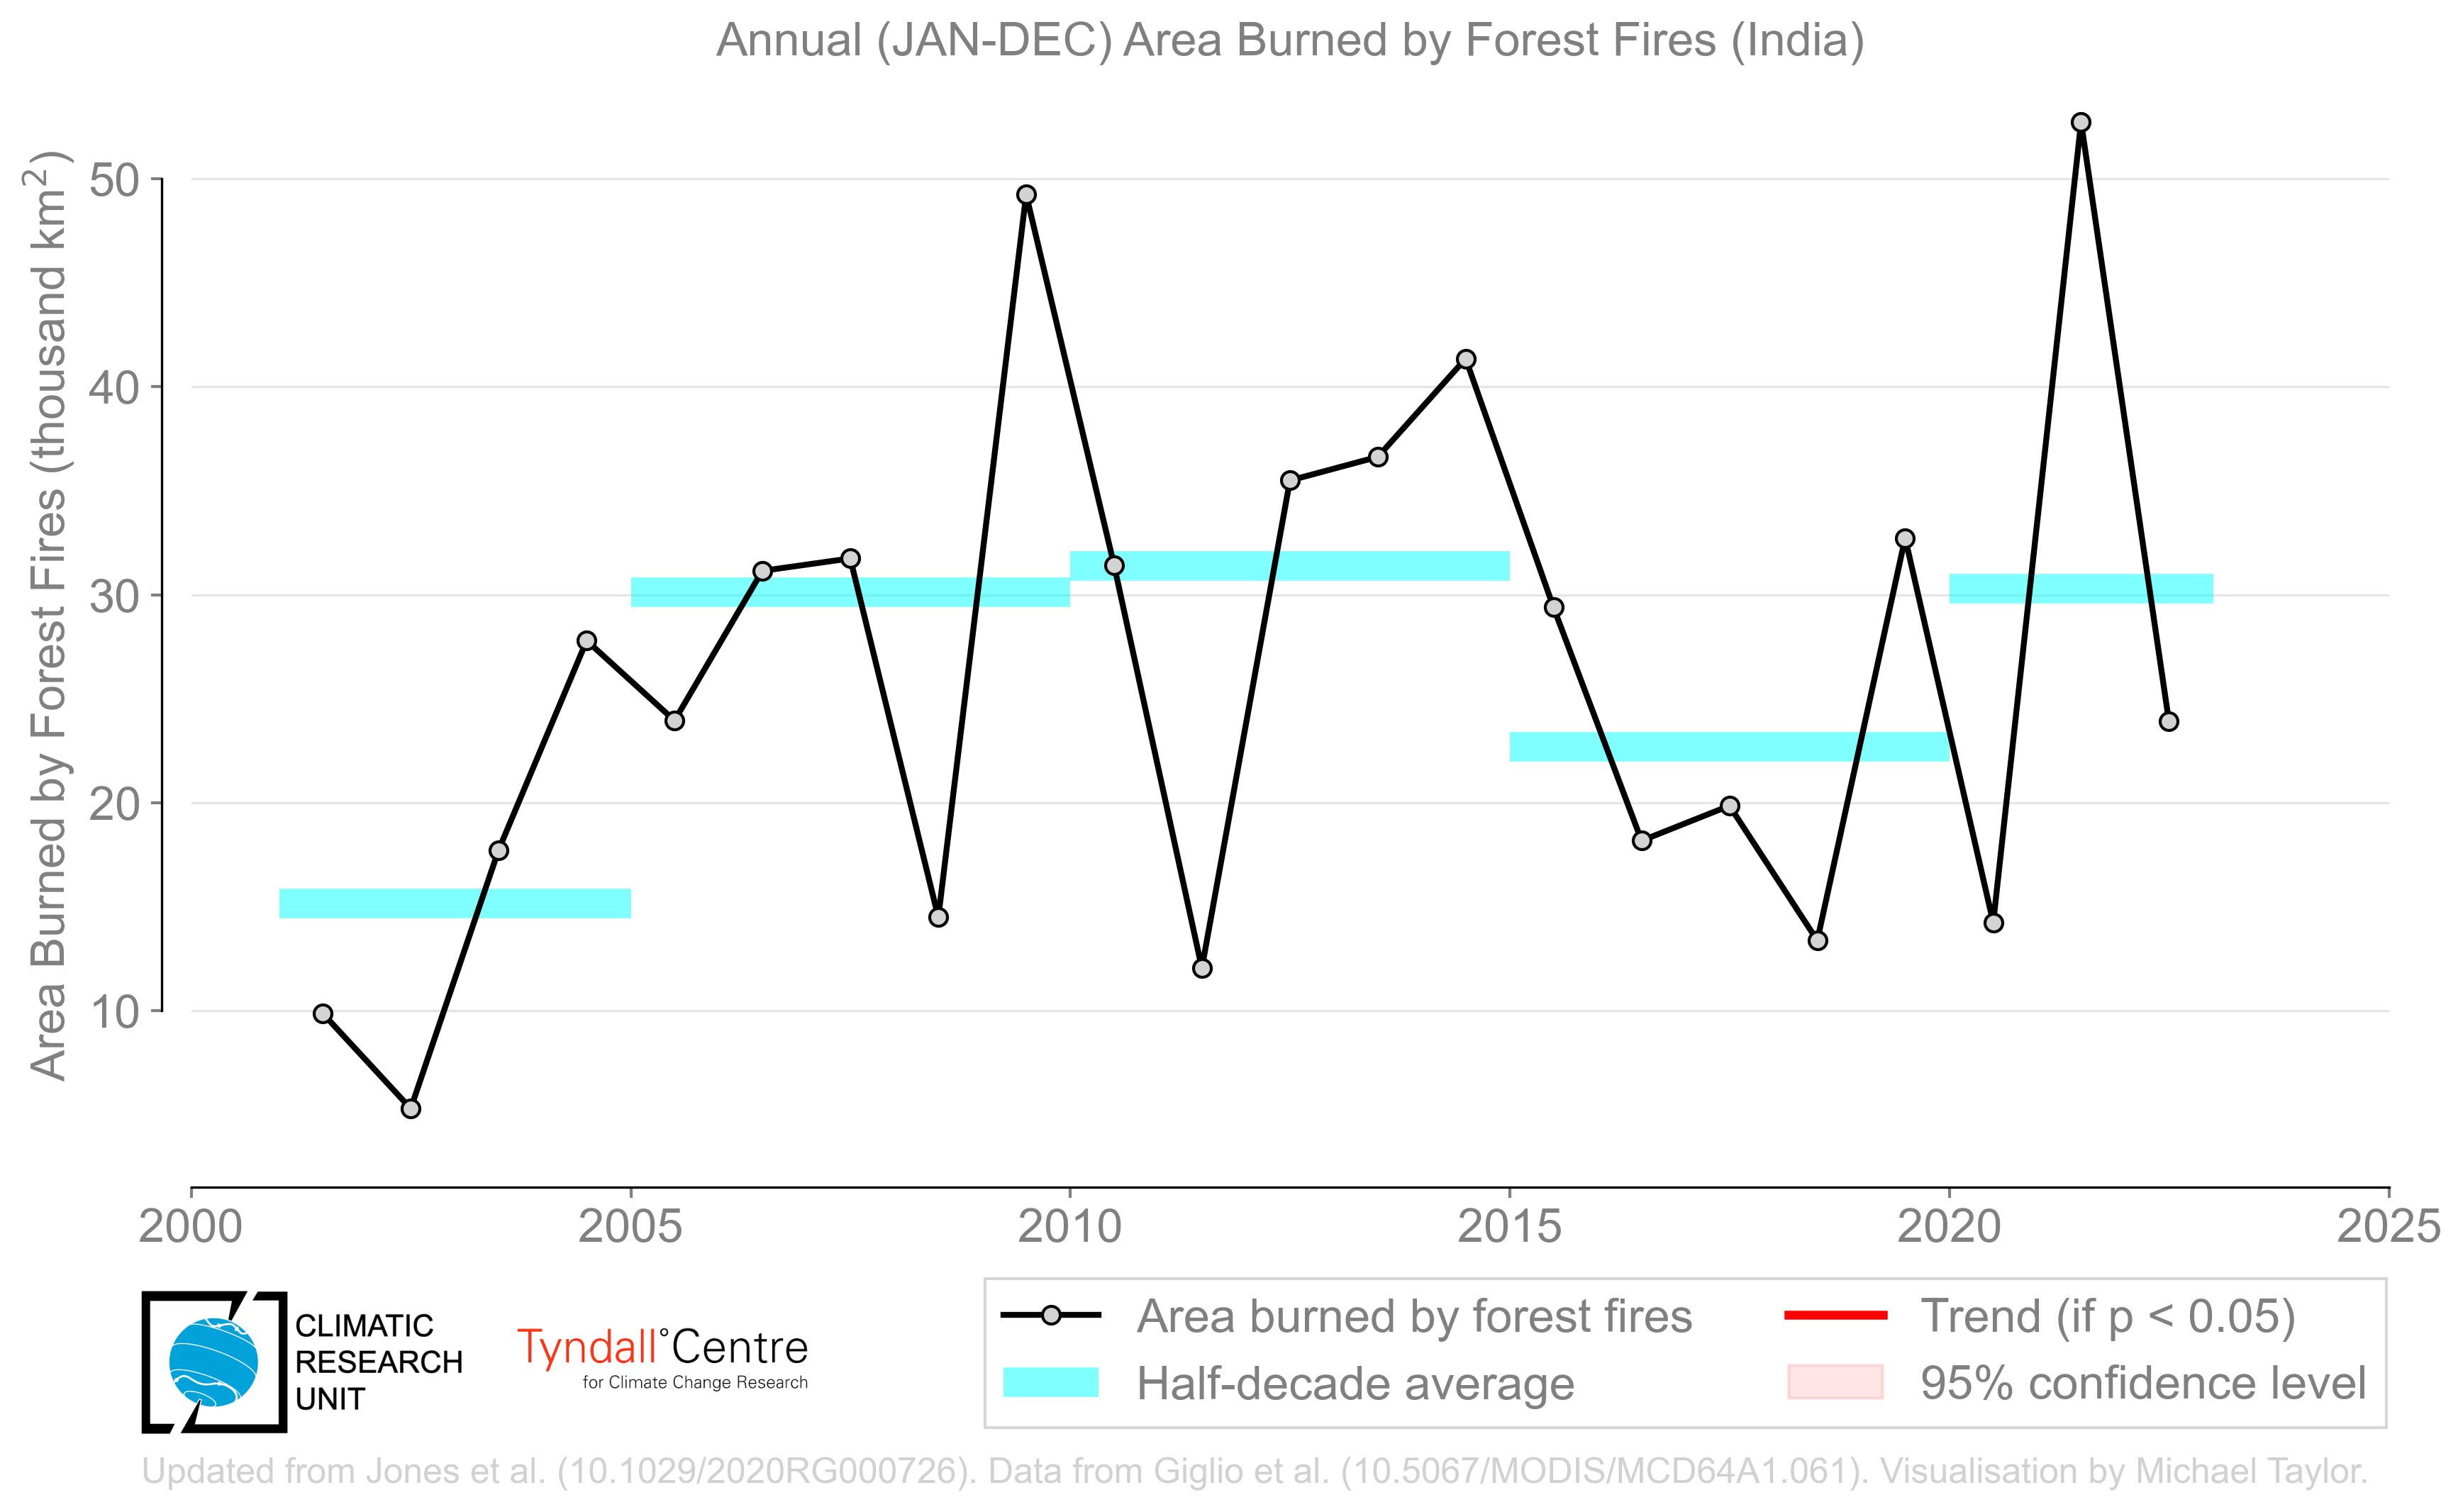 Annual (JAN-DEC) Area Burned by Forest Fires (India)
Area Burned by Forest Fires (thousand km²)
50
40
30
20
10
2000 2005 2010 2015 2020 2025
CLIMATIC
RESEARCH
UNIT
Tyndall°Centre
for Climate Change Research
Area burned by forest fires
Half-decade average
Trend (if p < 0.05)
95% confidence level
Updated from Jones et al. (10.1029/2020RG000726). Data from Giglio et al. (10.5067/MODIS/MCD64A1.061). Visualisation by Michael Taylor.